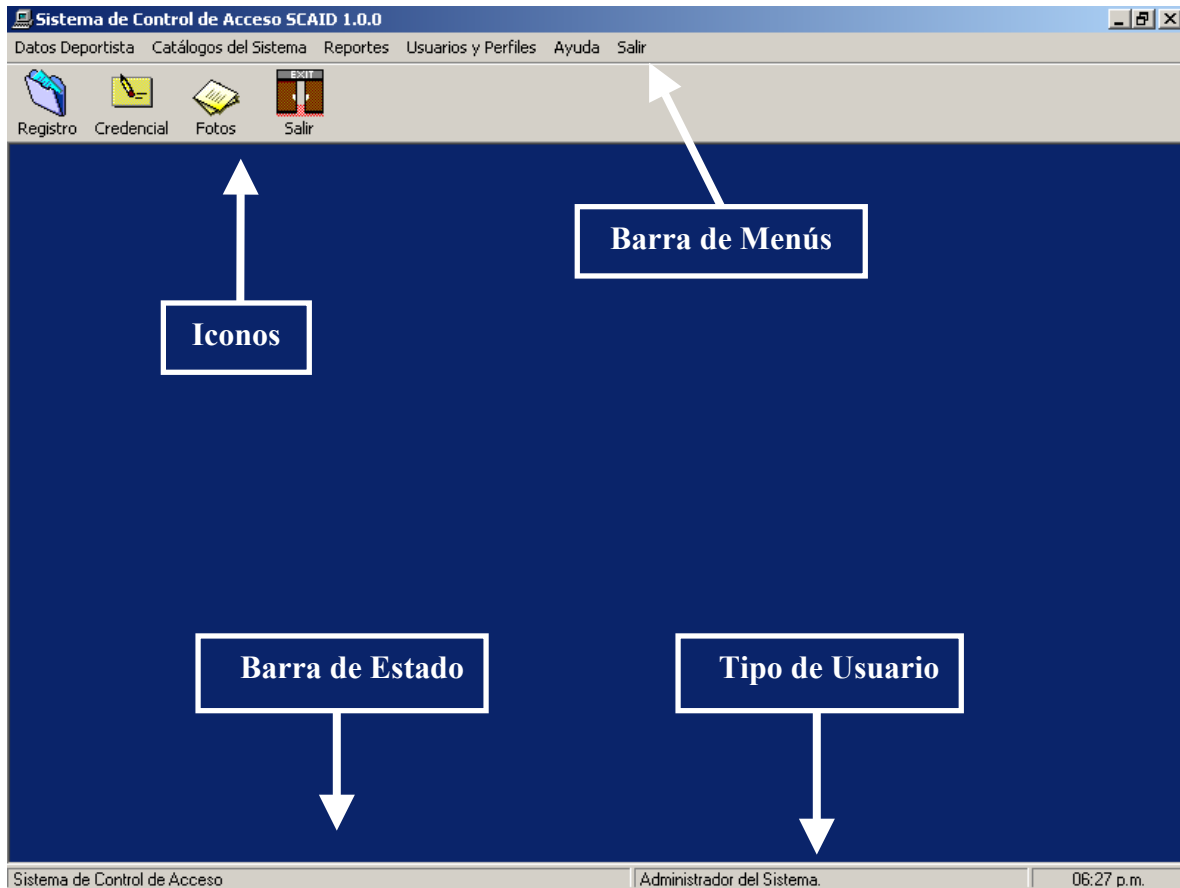 Sistema de Control de Acceso SCAID 1.0.0
Datos Deportista Catálogos del Sistema Reportes Usuarios y Perfiles Ayuda Salir
EXIT
Registro Credencial Fotos Salir
Barra de Menús
Iconos
Barra de Estado
Tipo de Usuario
Sistema de Control de Acceso Administrador del Sistema. 06:27 p.m.